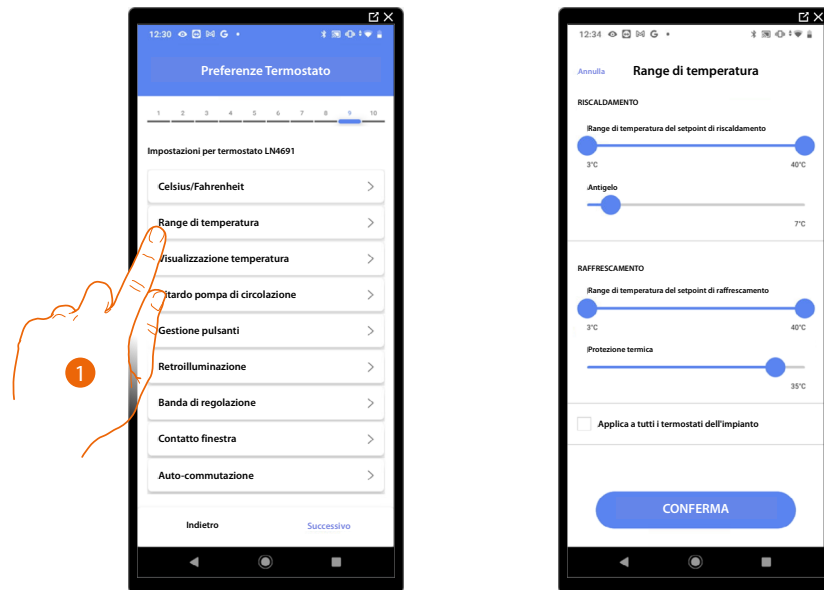 12:30 G
Preferenze Termostato
1 2 3 4 5 6 7 8 9 10
Impostazioni per termostato LN4691
Celsius/Fahrenheit
Range di temperatura
Visualizzazione temperatura
itardo pompa di circolazione
Gestione pulsanti
Retroilluminazione
Banda di regolazione
Contatto finestra
Auto-commutazione
Indietro Successivo
1
12:34 G
Annulla Range di temperatura
RISCALDAMENTO
Range di temperatura del setpoint di riscaldamento
3°C 40°C
Antigelo
7°C
RAFFRESCAMENTO
Range di temperatura del setpoint di raffrescamento
3°C 40°C
Protezione termica
35°C
Applica a tutti i termostati dell'impianto
CONFERMA